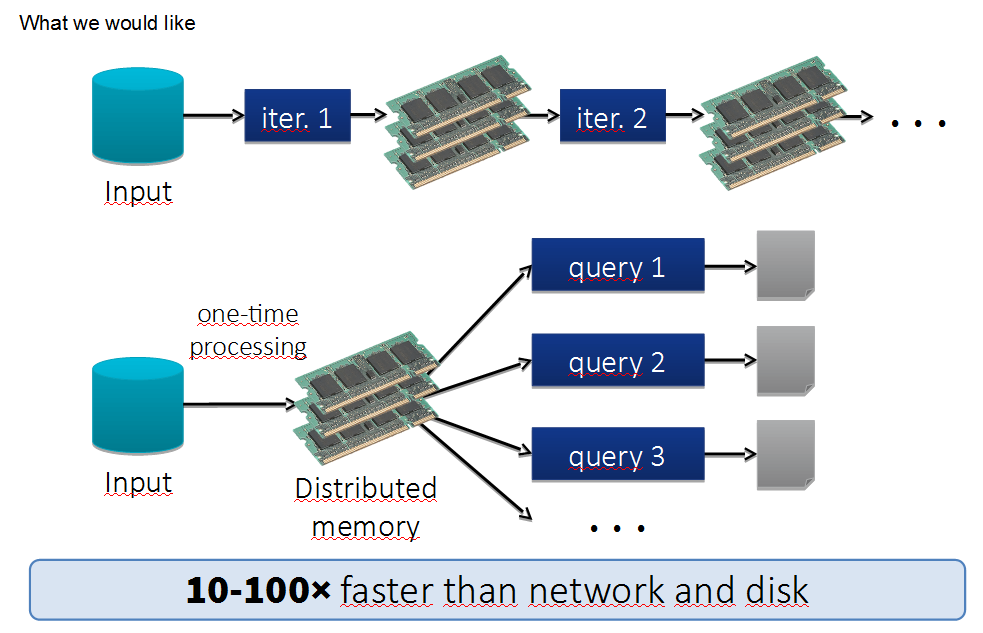 What we would like
iter. 1
iter. 2
. . .
Input
query 1
one-time
processing
query 2
query 3
Input
Distributed
memory
. . .
10-100× faster than network and disk